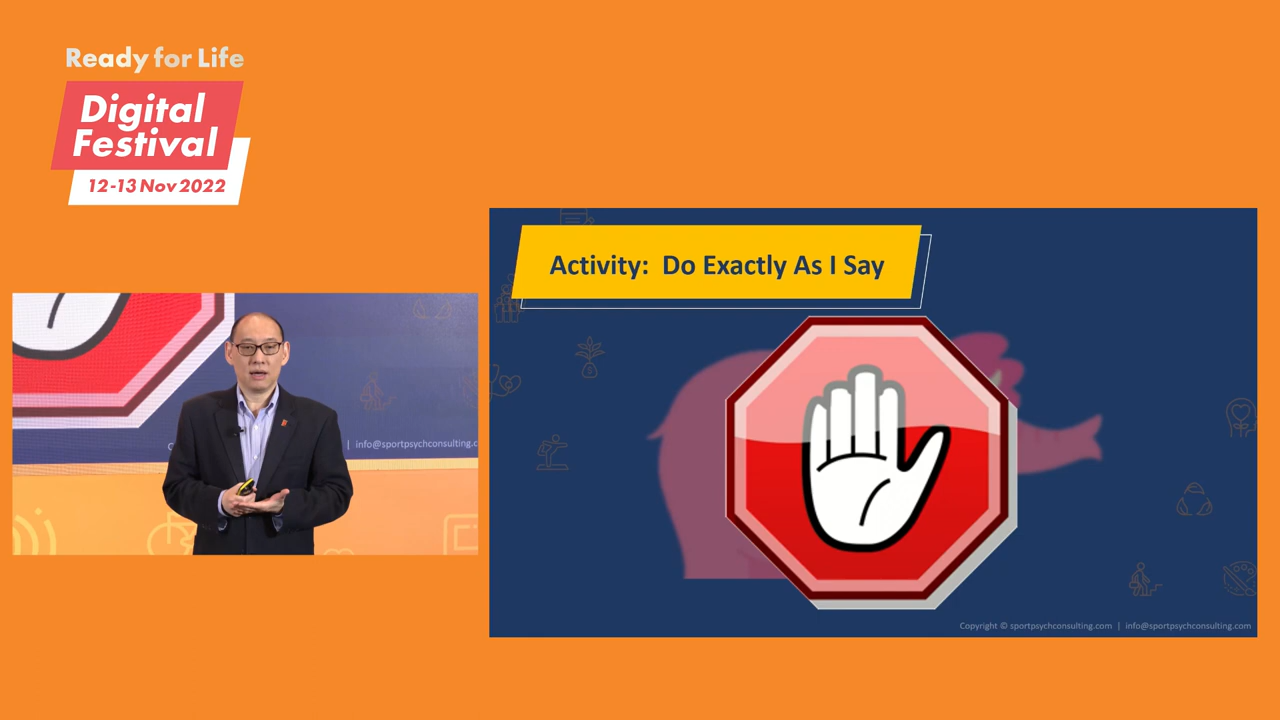 Ready for Life
Digital
Festival
12-13 Nov 2022
Activity: Do Exactly As I Say
| info@sportpsychconsulting.c
Copyright © sportpsychconsulting.com | info@sportpsychconsulting.com